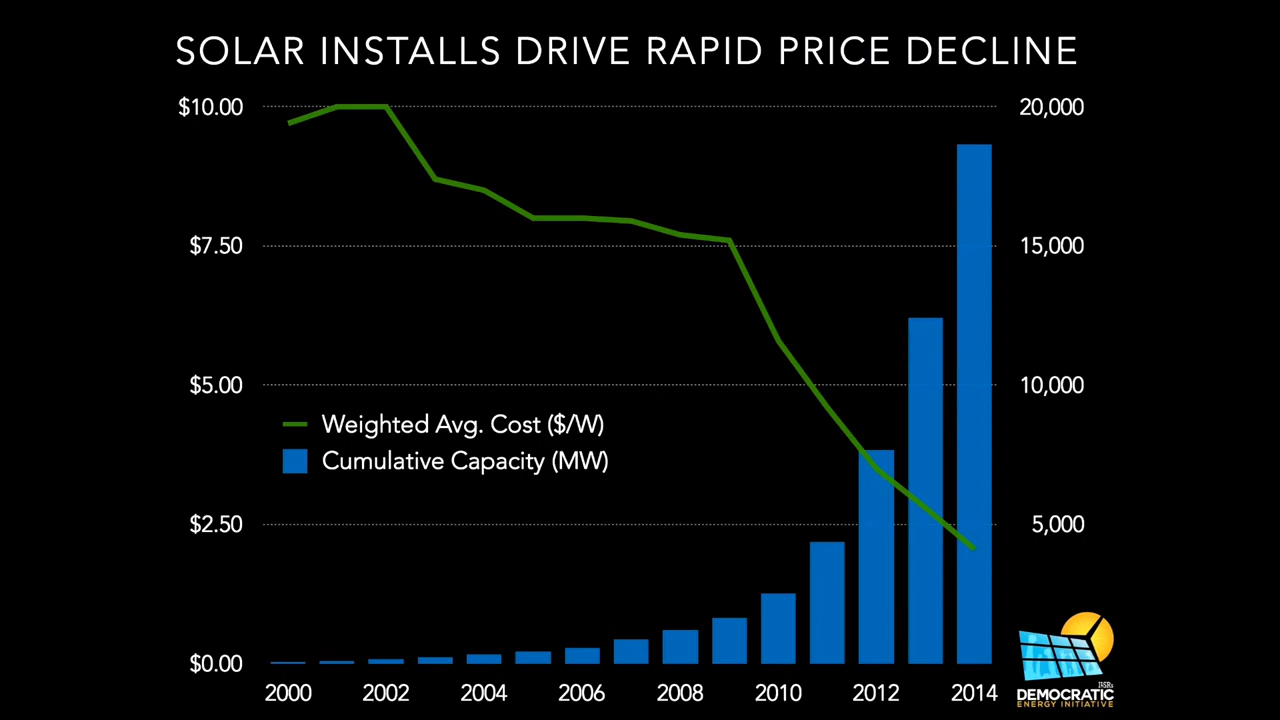 SOLAR INSTALLS DRIVE RAPID PRICE DECLINE
$10.00
20,000
$7.50
15,000
$5.00
10,000
Weighted Avg. Cost ($/W)
Cumulative Capacity (MW)
$2.50
5,000
$0.00
2000 2002 2004 2006 2008 2010 2012 2014
ILSR's
DEMOCRATIC
ENERGY INITIATIVE